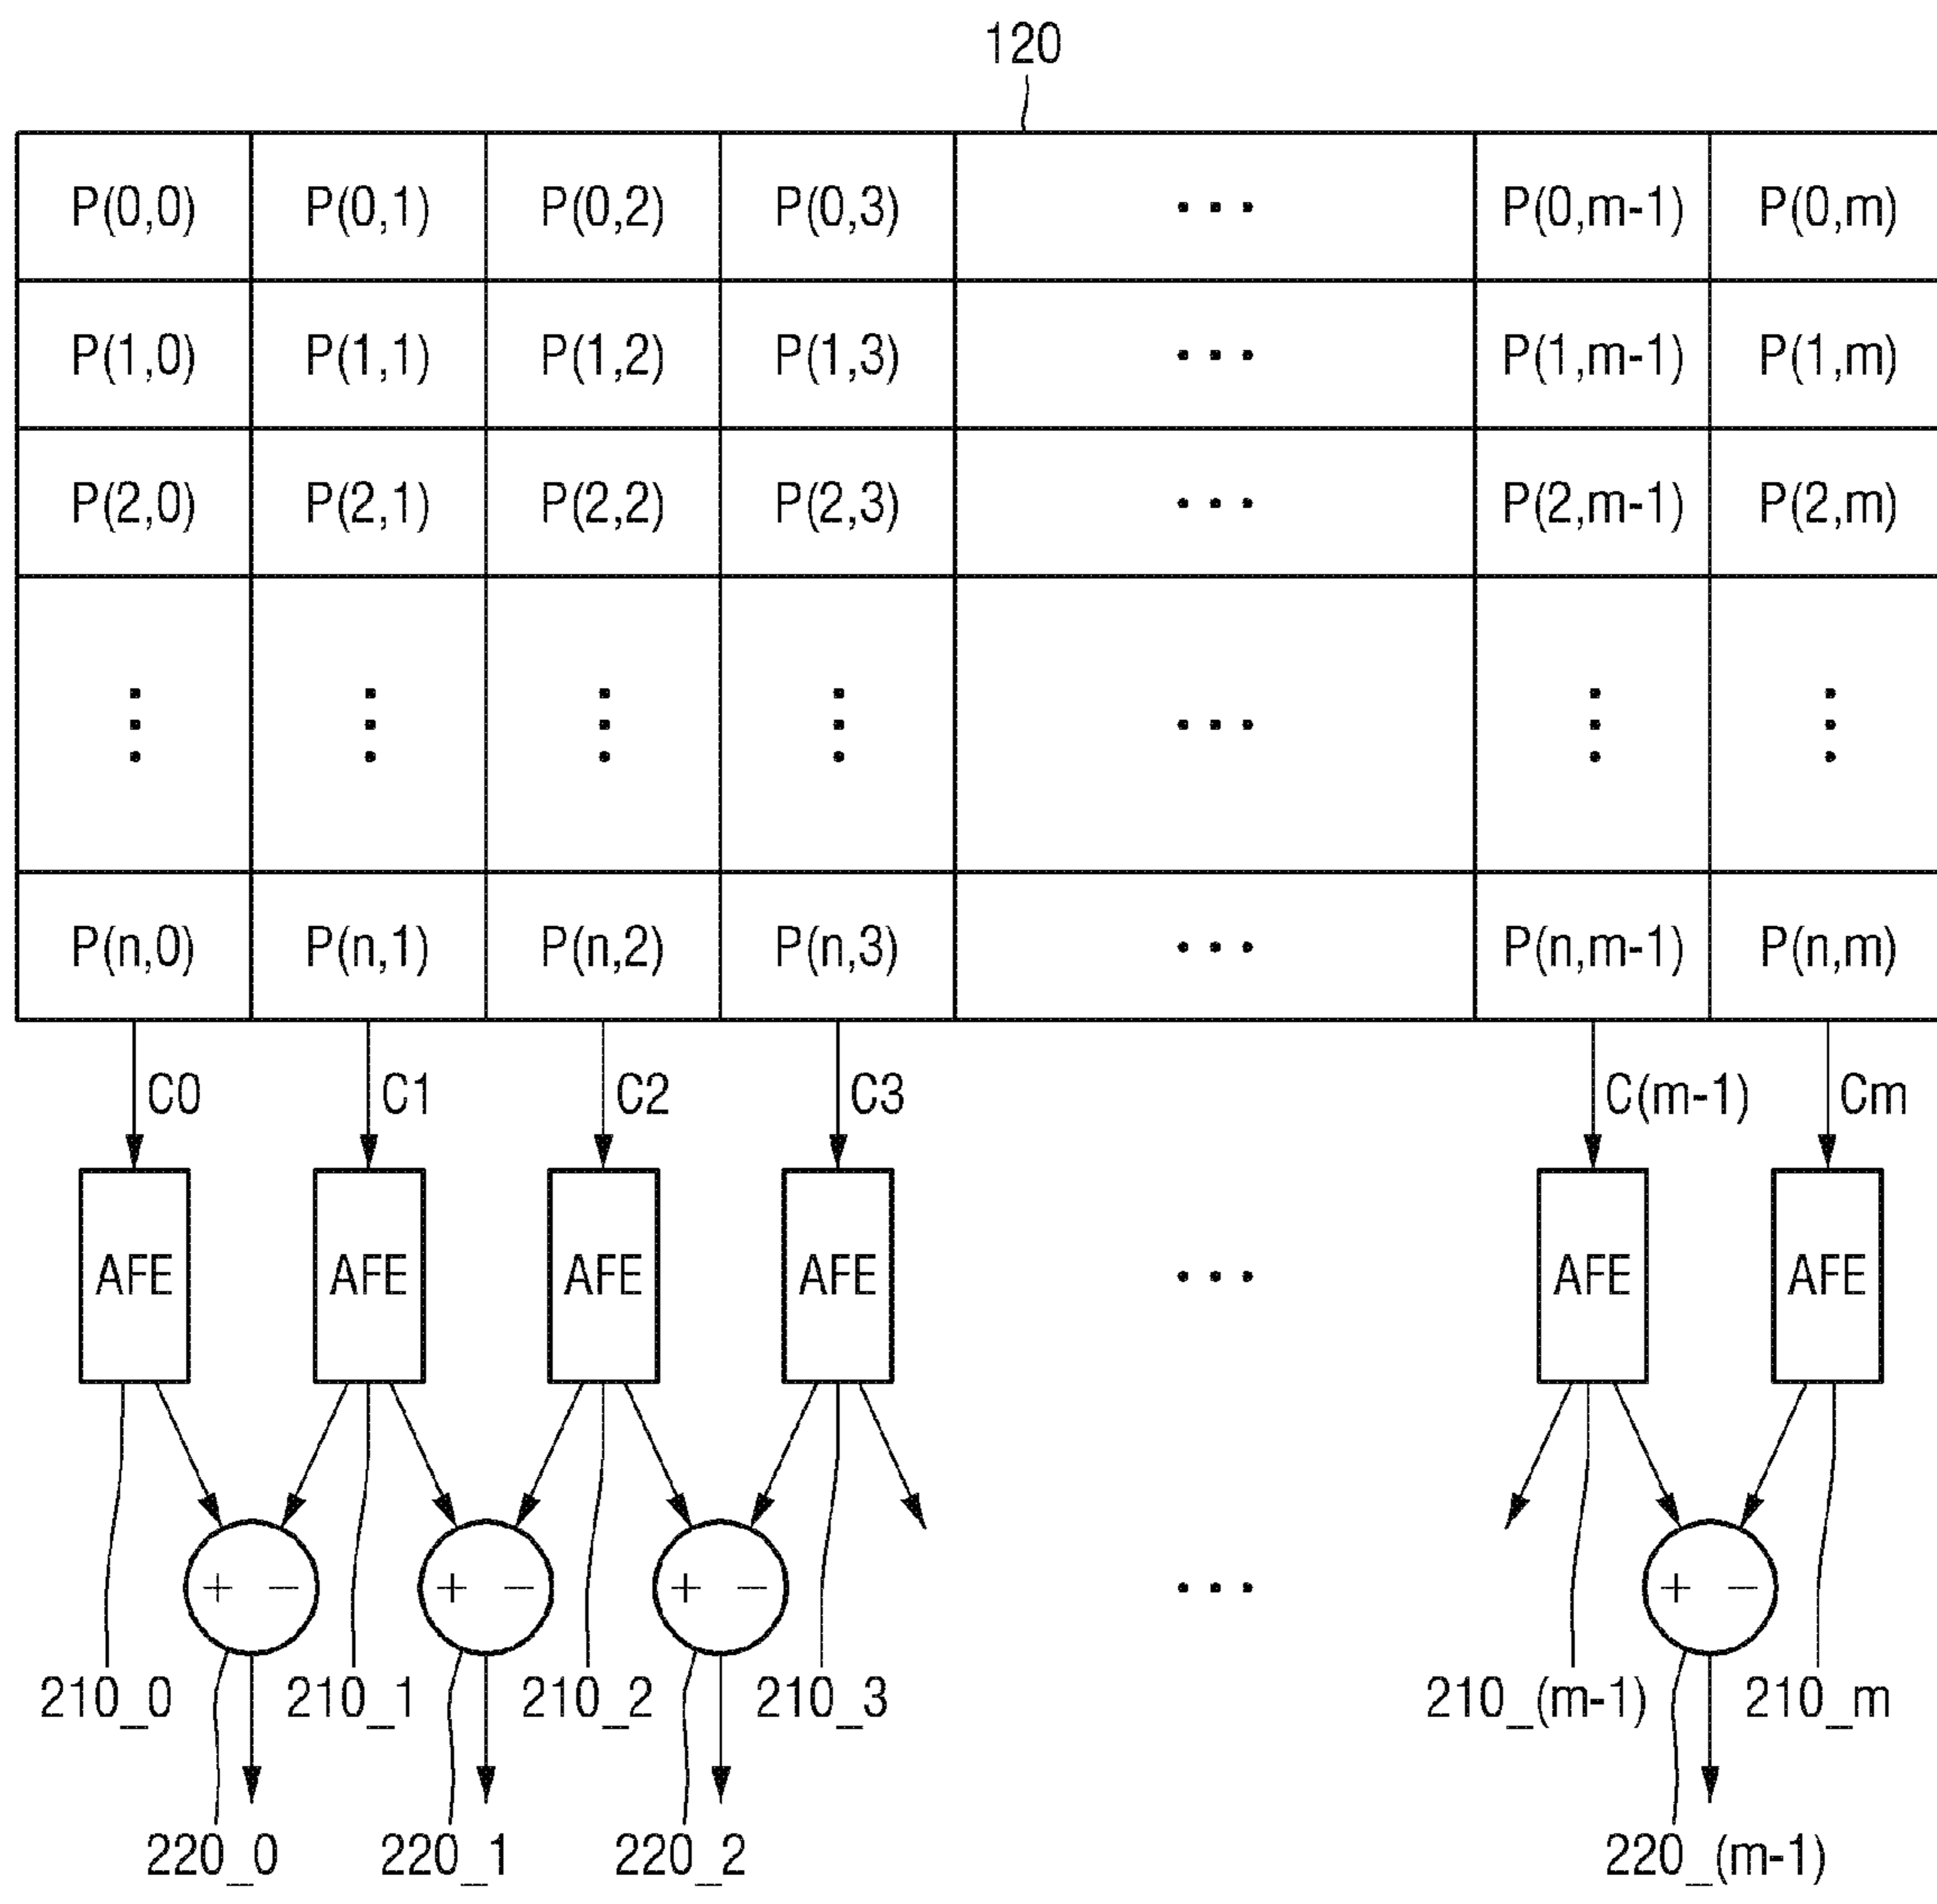 120
P(0,0) P(0,1) P(0,2) P(0,3) ... P(0,m-1) P(0,m)
P(1,0) P(1,1) P(1,2) P(1,3) ... P(1,m-1) P(1,m)
P(2,0) P(2,1) P(2,2) P(2,3) ... P(2,m-1) P(2,m)
P(n,0) P(n,1) P(n,2) P(n,3) ... P(n,m-1) P(n,m)
C0 C1 C2 C3 C(m-1) Cm
AFE AFE AFE AFE ... AFE AFE
+ − + − + − ... + −
210_0 210_1 210_2 210_3 210_(m-1) 210_m
220_0 220_1 220_2 220_(m-1)